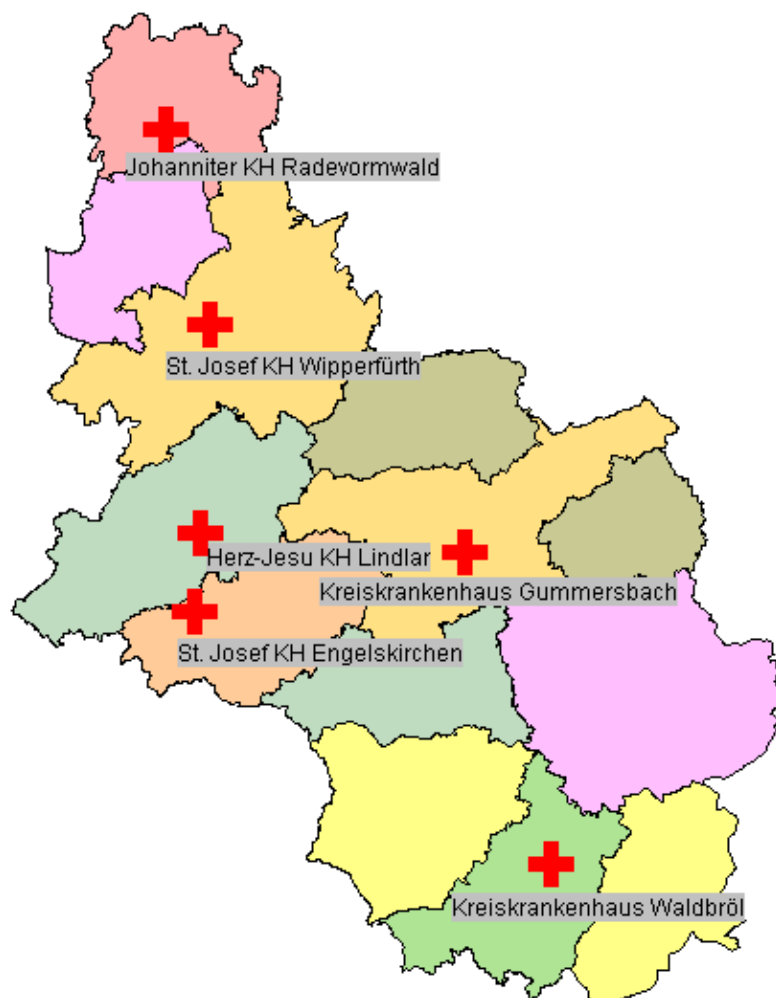 Johanniter KH Radevormwald
St. Josef KH Wipperfürth
Herz-Jesu KH Lindlar
Kreiskrankenhaus Gummersbach
St. Josef KH Engelskirchen
Kreiskrankenhaus Waldbröl